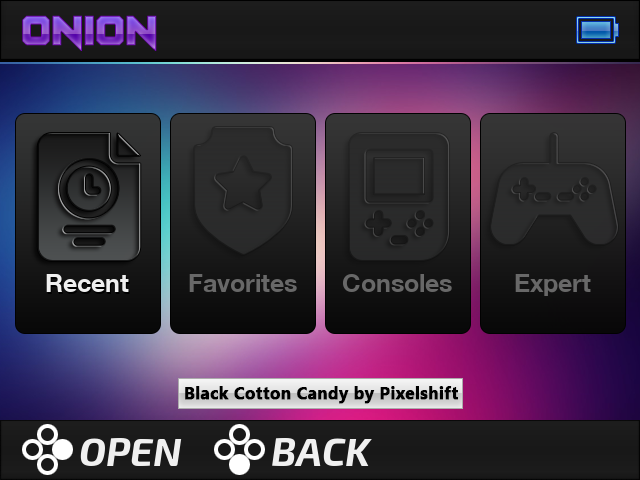 ONION
Recent
Favorites
Consoles
Expert
Black Cotton Candy by Pixelshift
OPEN
BACK